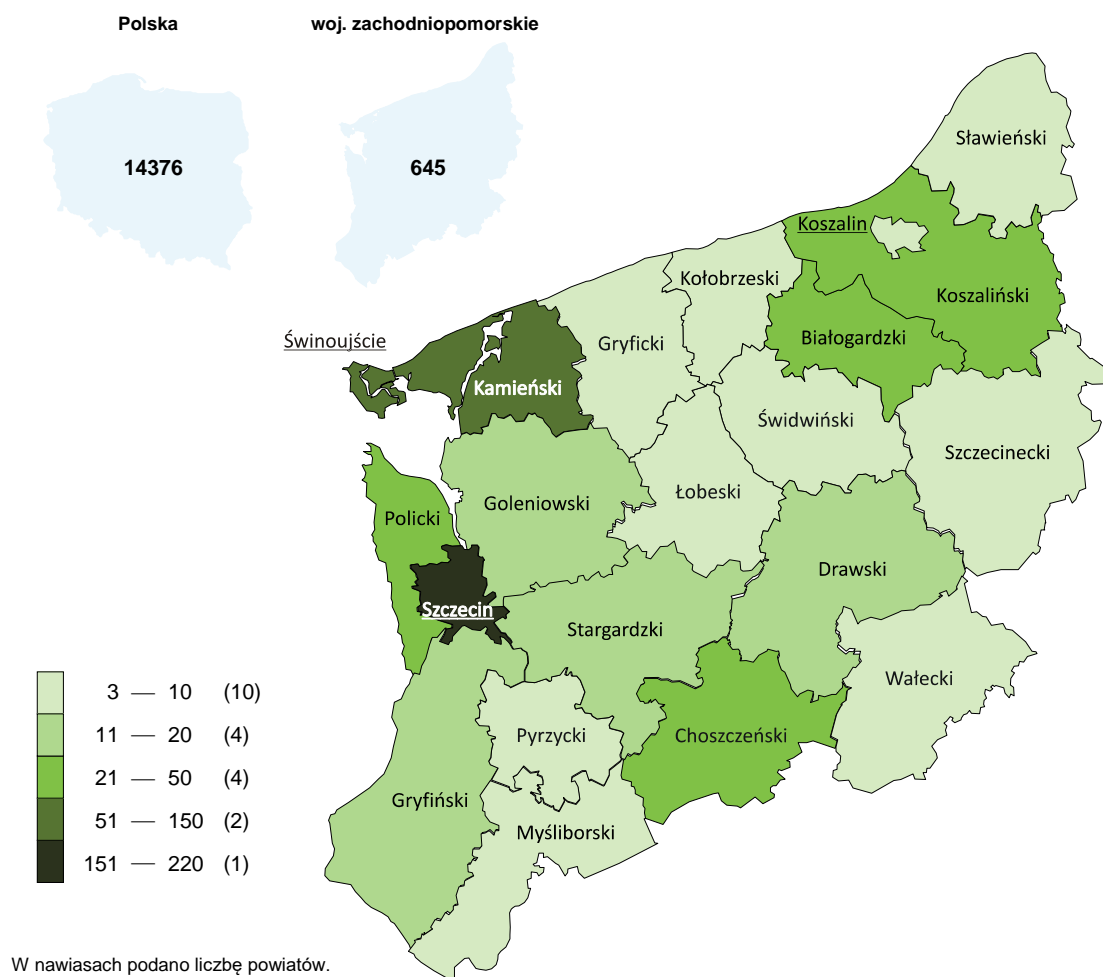 Polska
woj. zachodniopomorskie
14376
645
Sławieński
Koszalin
Kołobrzeski
Koszaliński
Białogardzki
Świnoujście
Gryficki
Kamieński
Świdwiński
Szczecinecki
Łobeski
Goleniowski
Policki
Drawski
Szczecin
Stargardzki
Wałecki
Pyrzycki
Choszczeński
Gryfiński
Myśliborski
3 — 10 (10)
11 — 20 (4)
21 — 50 (4)
51 — 150 (2)
151 — 220 (1)
W nawiasach podano liczbę powiatów.